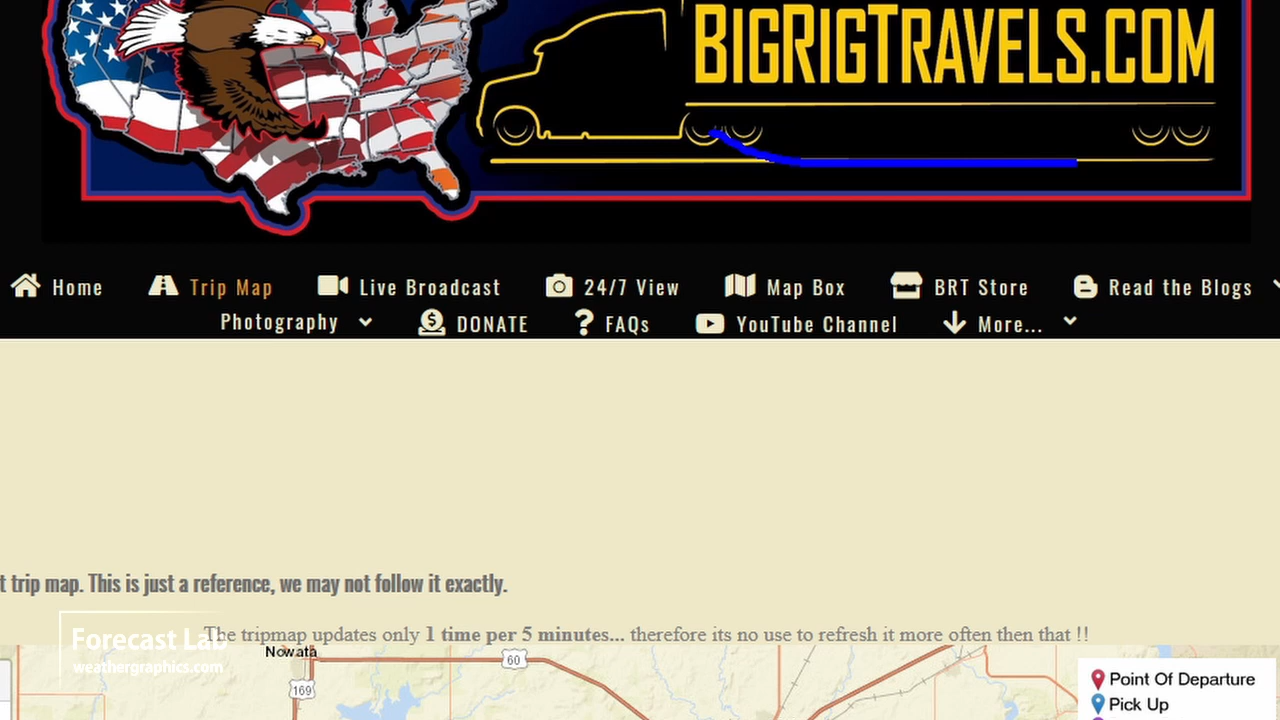 BIGRIGTRAVELS.COM
Home Trip Map Live Broadcast 24/7 View Map Box BRT Store Read the Blogs
Photography DONATE FAQs YouTube Channel More...
t trip map. This is just a reference, we may not follow it exactly.
The tripmap updates only 1 time per 5 minutes... therefore its no use to refresh it more often then that !!
Forecast Lab
weathergraphics.com
Nowata
60
169
Point Of Departure
Pick Up